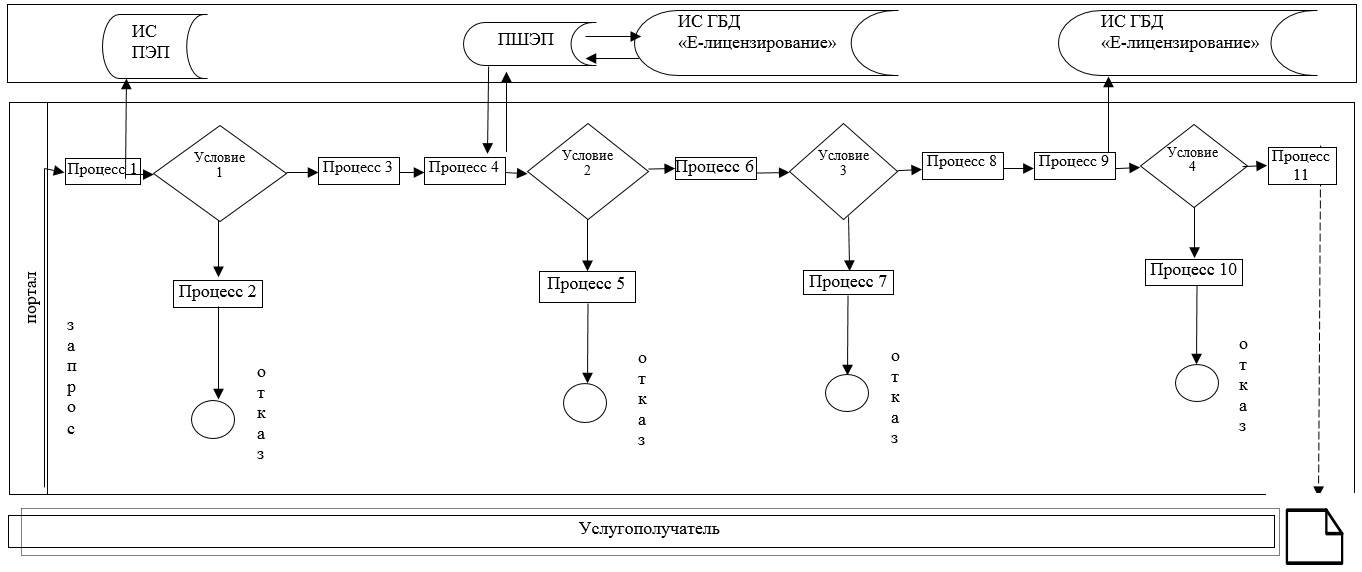 ИС
ПЭП
ПШЭП
ИС ГБД
«Е-лицензирование»
ИС ГБД
«Е-лицензирование»
портал
запрос
Процесс 1
Условие
1
Процесс 3
Процесс 4
Условие
2
Процесс 6
Условие
3
Процесс 8
Процесс 9
Условие
4
Процесс
11
Процесс 2
Процесс 5
Процесс 7
Процесс 10
отказ
отказ
отказ
отказ
Услугополучатель